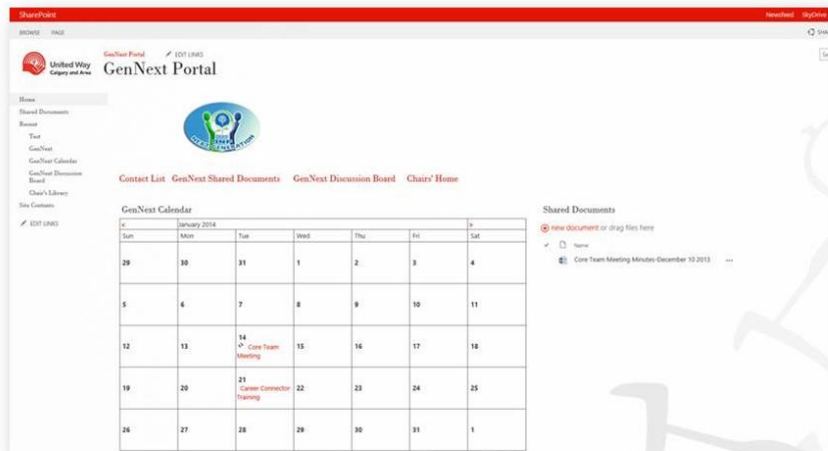 SharePoint
Newsfeed SkyDrive
BROWSE PAGE
United Way
Calgary and Area
GenNext Portal EDIT LINKS
GenNext Portal
Home
Shared Documents
Recent
Test
GenNext
GenNext Calendar
GenNext Discussion
Board
Chair's Library
Site Contents
EDIT LINKS
NEXT GENERATION
Contact List GenNext Shared Documents GenNext Discussion Board Chairs' Home
GenNext Calendar
< January 2014 >
Sun Mon Tue Wed Thu Fri Sat
29 30 31 1 2 3 4
5 6 7 8 9 10 11
12 13 14 15 16 17 18
Core Team
Meeting
19 20 21 22 23 24 25
Career Connector
Training
26 27 28 29 30 31 1
Shared Documents
new document or drag files here
Name
Core Team Meeting Minutes-December 10 2013 ...